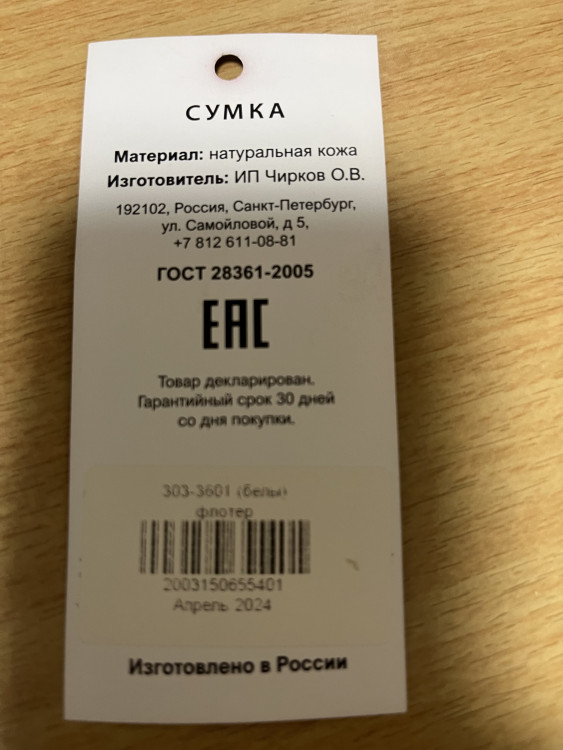 СУМКА
Материал: натуральная кожа
Изготовитель: ИП Чирков О.В.
192102, Россия, Санкт-Петербург,
ул. Самойловой, д 5,
+7 812 611-08-81
ГОСТ 28361-2005
EAC
Товар декларирован.
Гарантийный срок 30 дней
со дня покупки.
303-3601 (белы)
флотер
2003150655401
Апрель 2024
Изготовлено в России